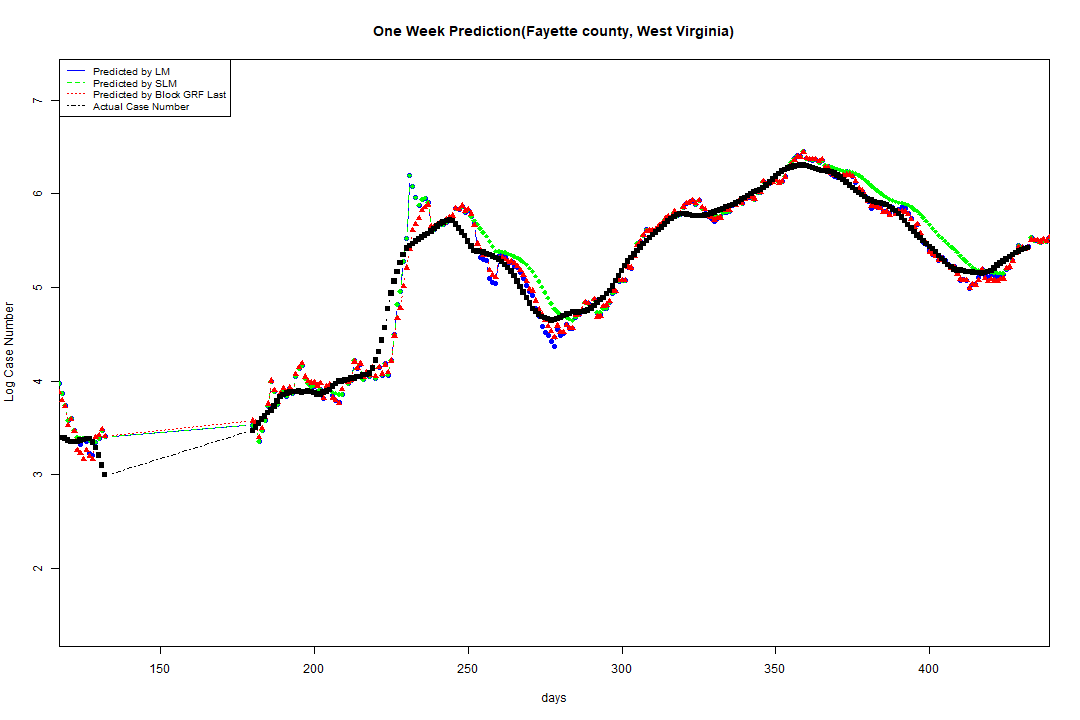 One Week Prediction(Fayette county, West Virginia)
Predicted by LM
Predicted by SLM
Predicted by Block GRF Last
Actual Case Number
7
6
5
4
3
2
Log Case Number
150 200 250 300 350 400
days